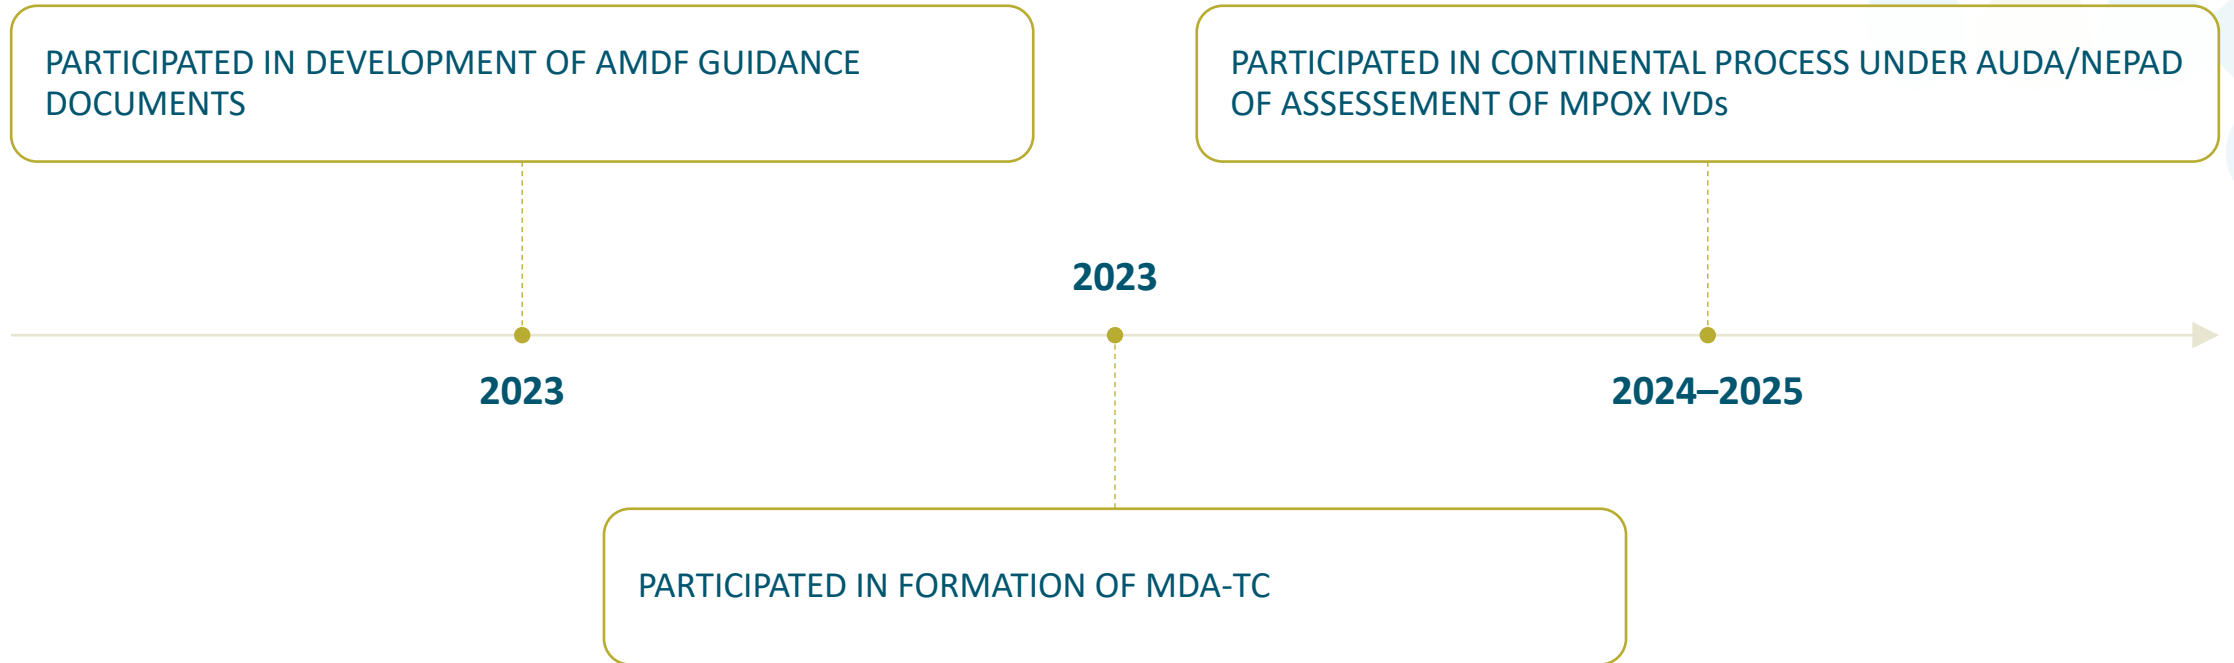 PARTICIPATED IN DEVELOPMENT OF AMDF GUIDANCE
DOCUMENTS
PARTICIPATED IN CONTINENTAL PROCESS UNDER AUDA/NEPAD
OF ASSESSEMENT OF MPOX IVDs
2023
2023
2024–2025
PARTICIPATED IN FORMATION OF MDA-TC